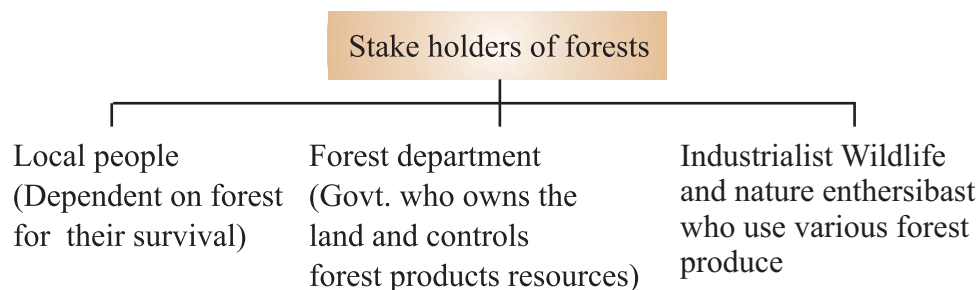 Stake holders of forests
Local people
(Dependent on forest
for their survival)
Forest department
(Govt. who owns the
land and controls
forest products resources)
Industrialist Wildlife
and nature enthersibast
who use various forest
produce